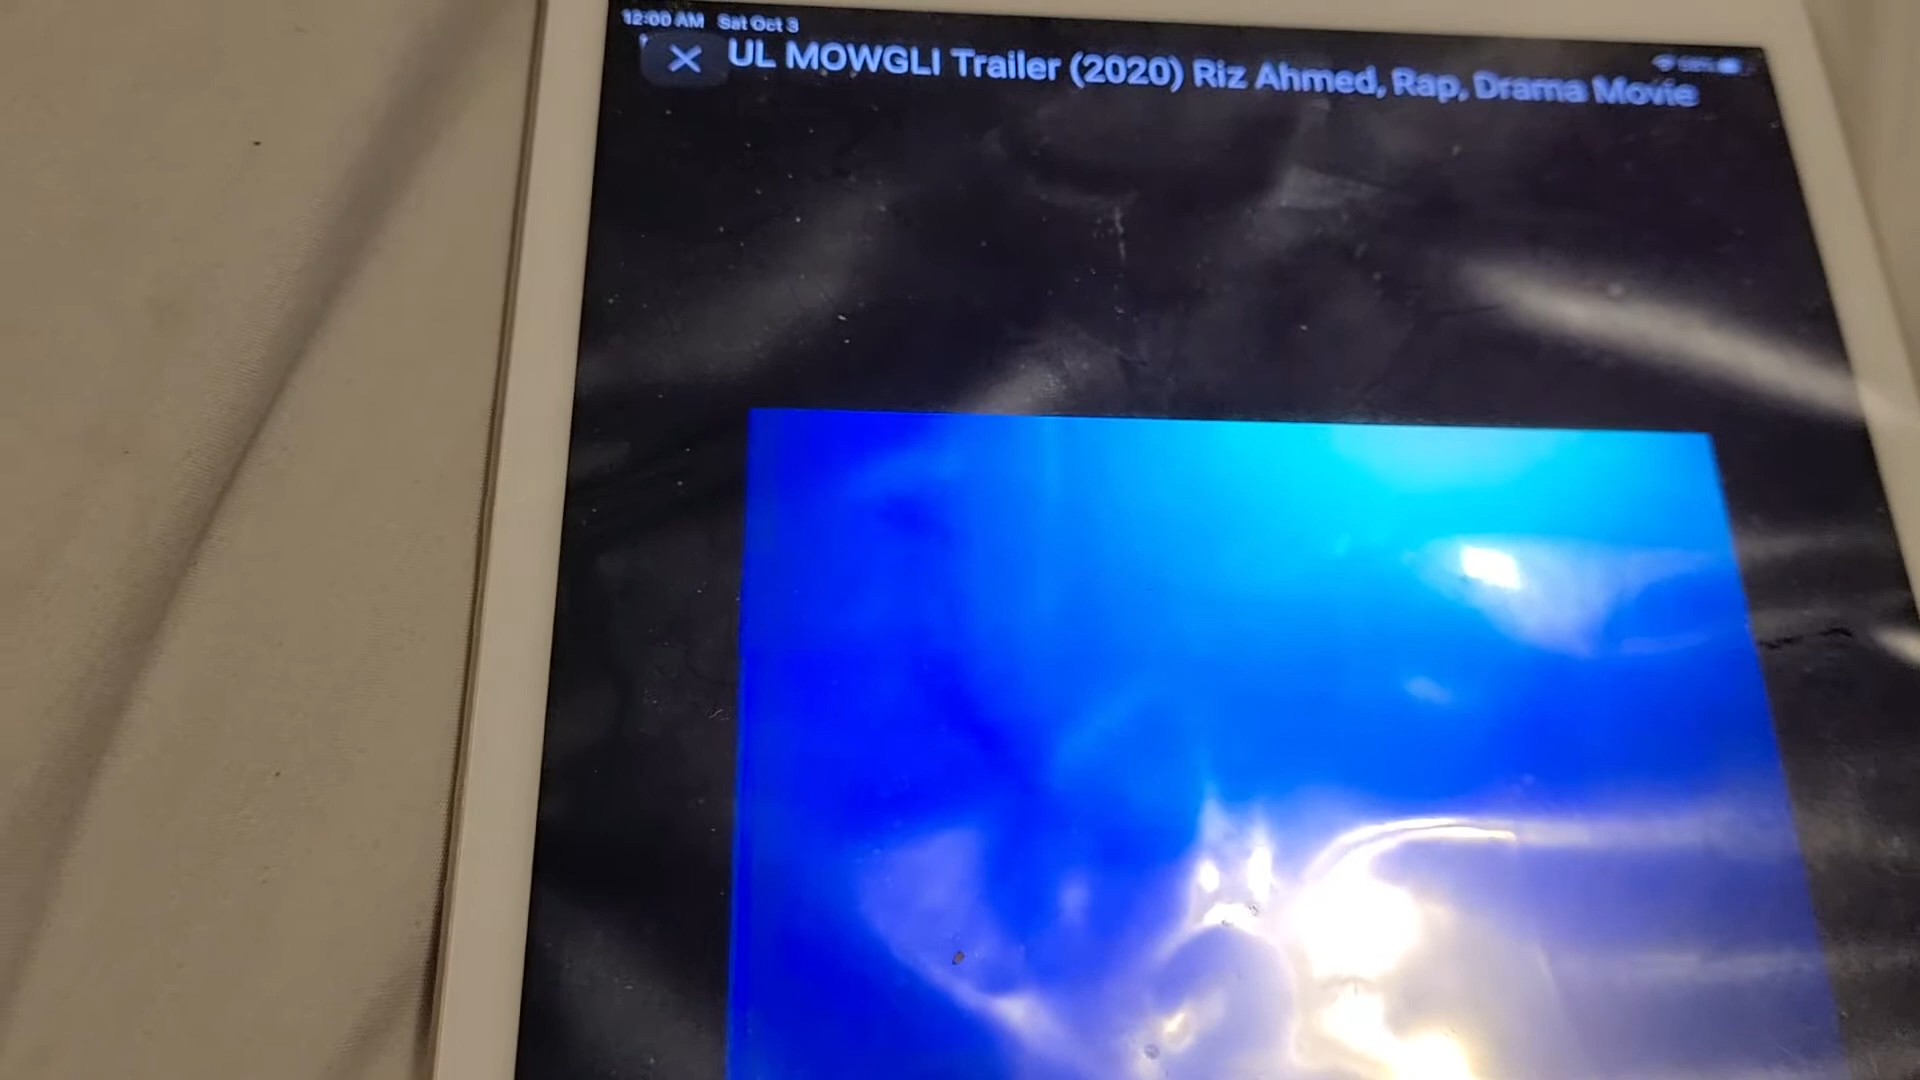 12:00 AM Sat Oct 3
UL MOWGLI Trailer (2020) Riz Ahmed, Rap, Drama Movie